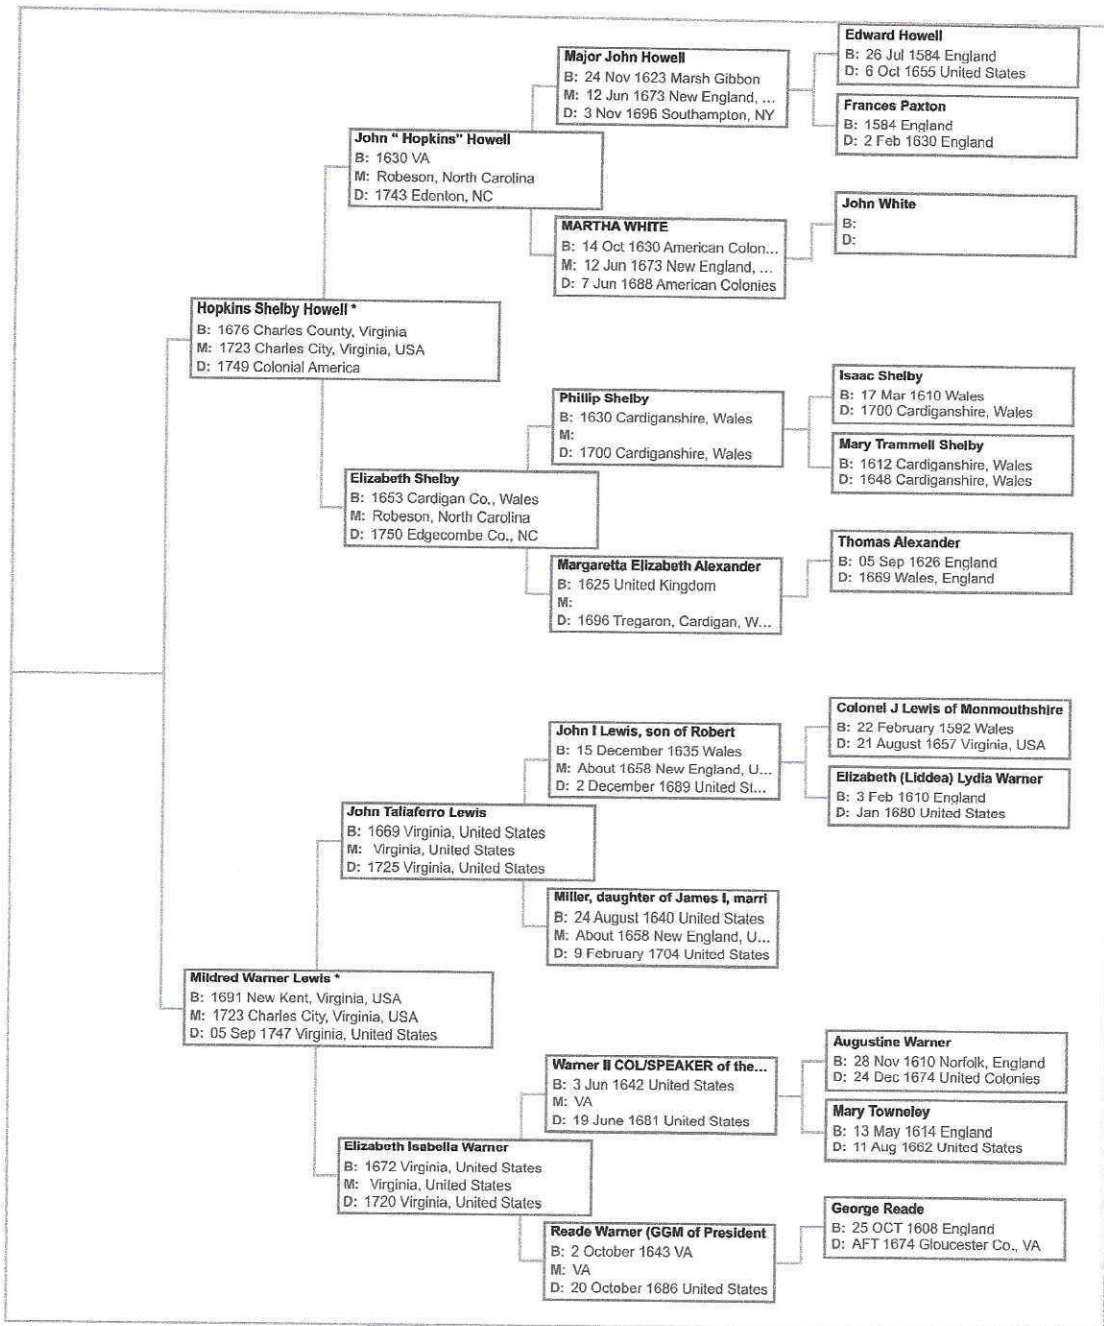 Edward Howell
B: 26 Jul 1584 England
D: 6 Oct 1655 United States
Major John Howell
B: 24 Nov 1623 Marsh Gibbon
M: 12 Jun 1673 New England, ...
D: 3 Nov 1696 Southampton, NY
Frances Paxton
B: 1584 England
D: 2 Feb 1630 England
John " Hopkins" Howell
B: 1630 VA
M: Robeson, North Carolina
D: 1743 Edenton, NC
John White
B:
D:
MARTHA WHITE
B: 14 Oct 1630 American Colon...
M: 12 Jun 1673 New England, ...
D: 7 Jun 1688 American Colonies
Hopkins Shelby Howell *
B: 1676 Charles County, Virginia
M: 1723 Charles City, Virginia, USA
D: 1749 Colonial America
Isaac Shelby
B: 17 Mar 1610 Wales
D: 1700 Cardiganshire, Wales
Phillip Shelby
B: 1630 Cardiganshire, Wales
M:
D: 1700 Cardiganshire, Wales
Mary Trammell Shelby
B: 1612 Cardiganshire, Wales
D: 1648 Cardiganshire, Wales
Elizabeth Shelby
B: 1653 Cardigan Co., Wales
M: Robeson, North Carolina
D: 1750 Edgecombe Co., NC
Thomas Alexander
B: 05 Sep 1626 England
D: 1669 Wales, England
Margaretta Elizabeth Alexander
B: 1625 United Kingdom
M:
D: 1696 Tregaron, Cardigan, W...
Colonel J Lewis of Monmouthshire
B: 22 February 1592 Wales
D: 21 August 1657 Virginia, USA
John I Lewis, son of Robert
B: 15 December 1635 Wales
M: About 1658 New England, U...
D: 2 December 1689 United St...
Elizabeth (Liddea) Lydia Warner
B: 3 Feb 1610 England
D: Jan 1680 United States
John Taliaferro Lewis
B: 1669 Virginia, United States
M: Virginia, United States
D: 1725 Virginia, United States
Miller, daughter of James I, marri
B: 24 August 1640 United States
M: About 1658 New England, U...
D: 9 February 1704 United States
Mildred Warner Lewis *
B: 1691 New Kent, Virginia, USA
M: 1723 Charles City, Virginia, USA
D: 05 Sep 1747 Virginia, United States
Augustine Warner
B: 28 Nov 1610 Norfolk, England
D: 24 Dec 1674 United Colonies
Warner II COL/SPEAKER of the...
B: 3 Jun 1642 United States
M: VA
D: 19 June 1681 United States
Mary Towneley
B: 13 May 1614 England
D: 11 Aug 1662 United States
Elizabeth Isabella Warner
B: 1672 Virginia, United States
M: Virginia, United States
D: 1720 Virginia, United States
George Reade
B: 25 OCT 1608 England
D: AFT 1674 Gloucester Co., VA
Reade Warner (GGM of President
B: 2 October 1643 VA
M: VA
D: 20 October 1686 United States